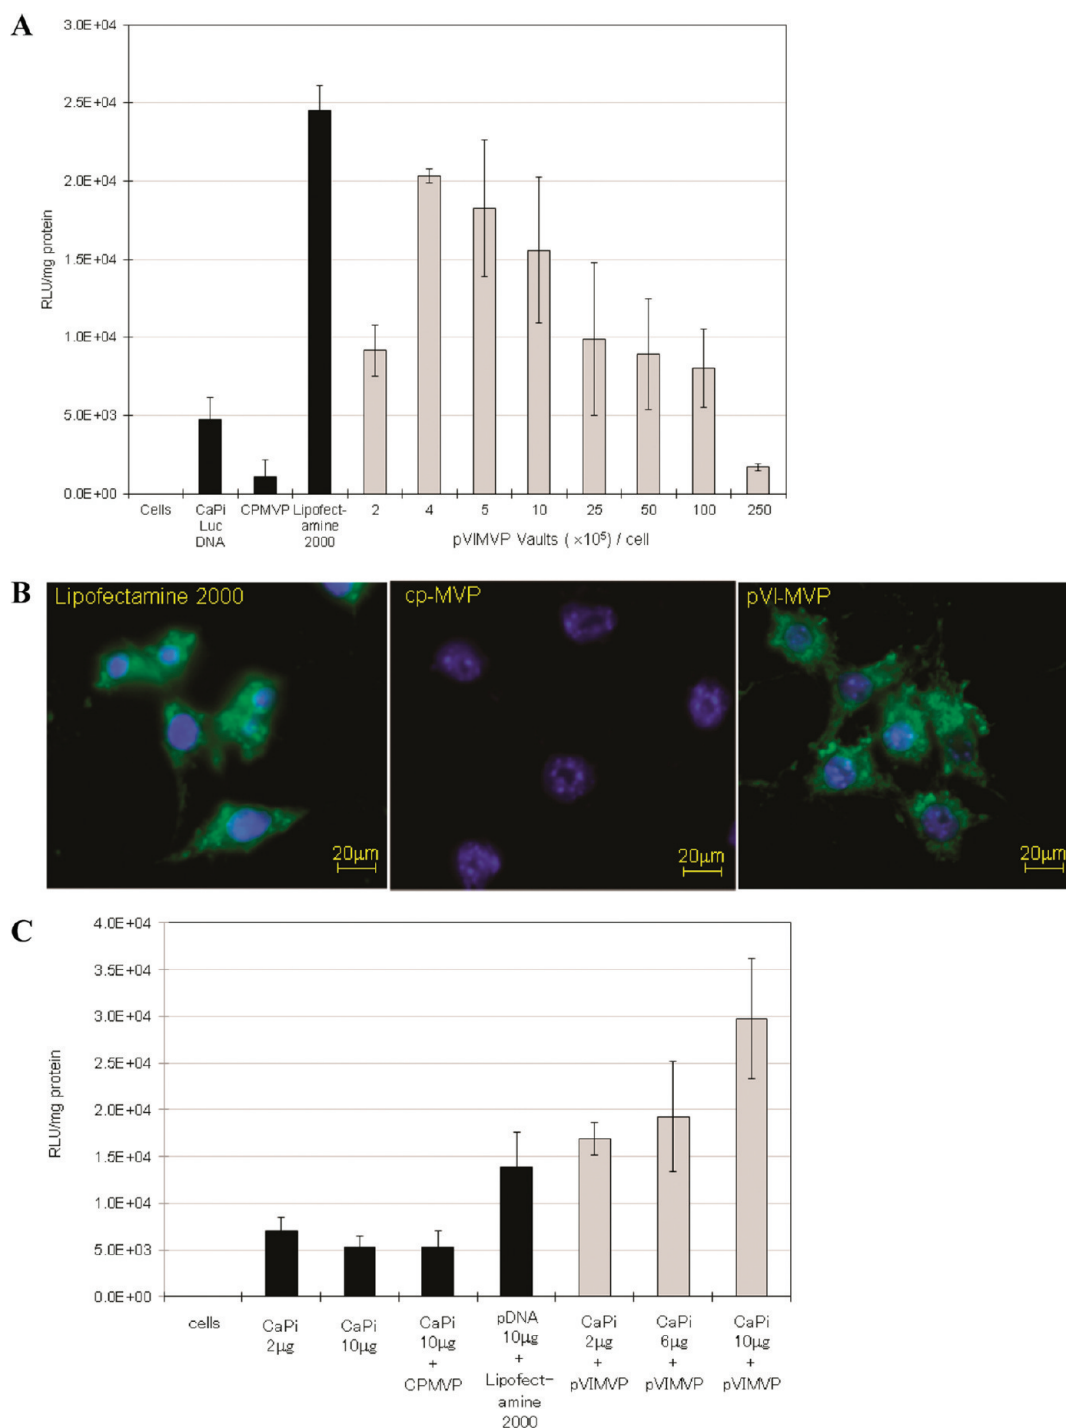 A
3.0E+04
2.5E+04
2.0E+04
1.5E+04
1.0E+04
5.0E+03
0.0E+00
RLU/mg protein
Cells
CaPi
Luc
DNA
CPMVP
Lipofect-
amine
2000
2 4 5 10 25 50 100 250
pVIMVP Vaults ( ×10⁵) / cell
B
Lipofectamine 2000
20µm
cp-MVP
20µm
pVI-MVP
20µm
C
4.0E+04
3.5E+04
3.0E+04
2.5E+04
2.0E+04
1.5E+04
1.0E+04
5.0E+03
0.0E+00
RLU/mg protein
cells
CaPi
2µg
CaPi
10µg
CaPi
10µg
+
CPMVP
pDNA
10µg
+
Lipofect-
amine
2000
CaPi
2µg
+
pVIMVP
CaPi
6µg
+
pVIMVP
CaPi
10µg
+
pVIMVP